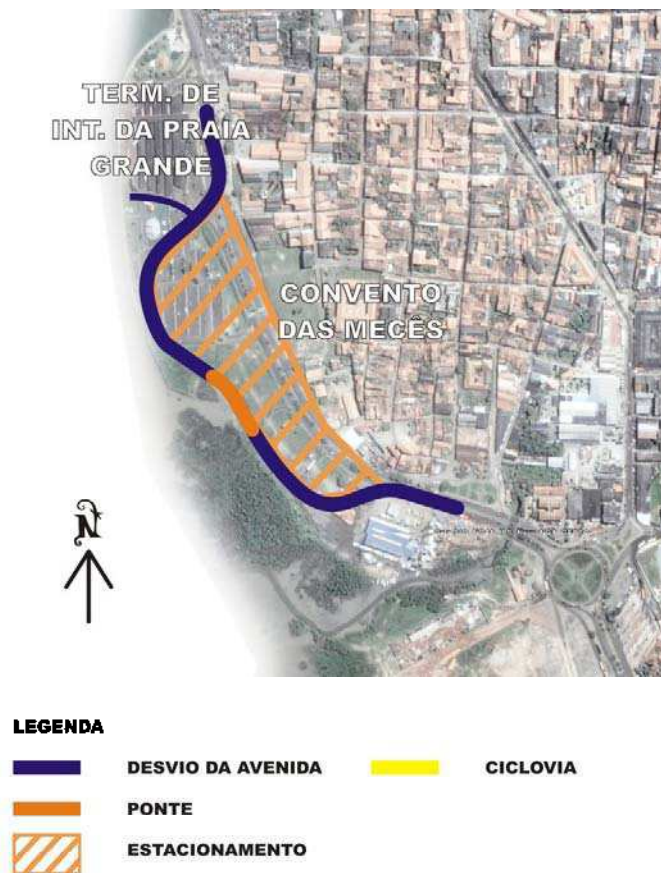 TERM. DE
INT. DA PRAIA
GRANDE
CONVENTO
DAS MECÊS
N
LEGENDA
DESVIO DA AVENIDA
CICLOVIA
PONTE
ESTACIONAMENTO